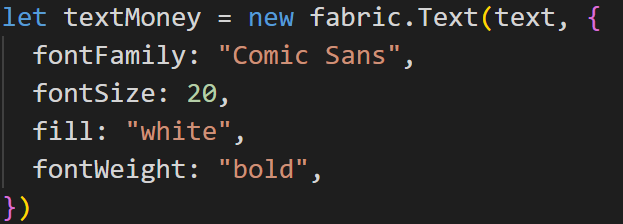 let textMoney = new fabric.Text(text, {
fontFamily: "Comic Sans",
fontSize: 20,
fill: "white",
fontWeight: "bold",
})